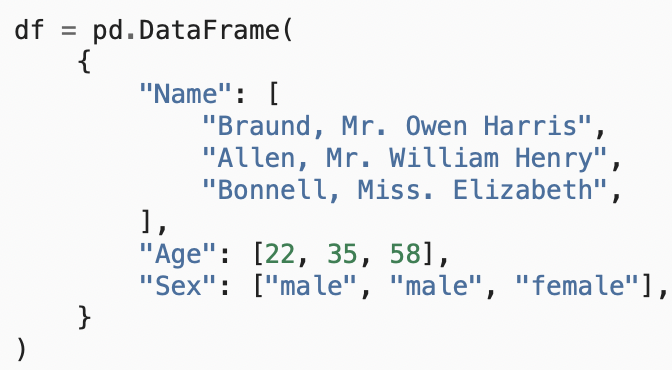 df = pd.DataFrame(
    {
        "Name": [
            "Braund, Mr. Owen Harris",
            "Allen, Mr. William Henry",
            "Bonnell, Miss. Elizabeth",
        ],
        "Age": [22, 35, 58],
        "Sex": ["male", "male", "female"],
    }
)